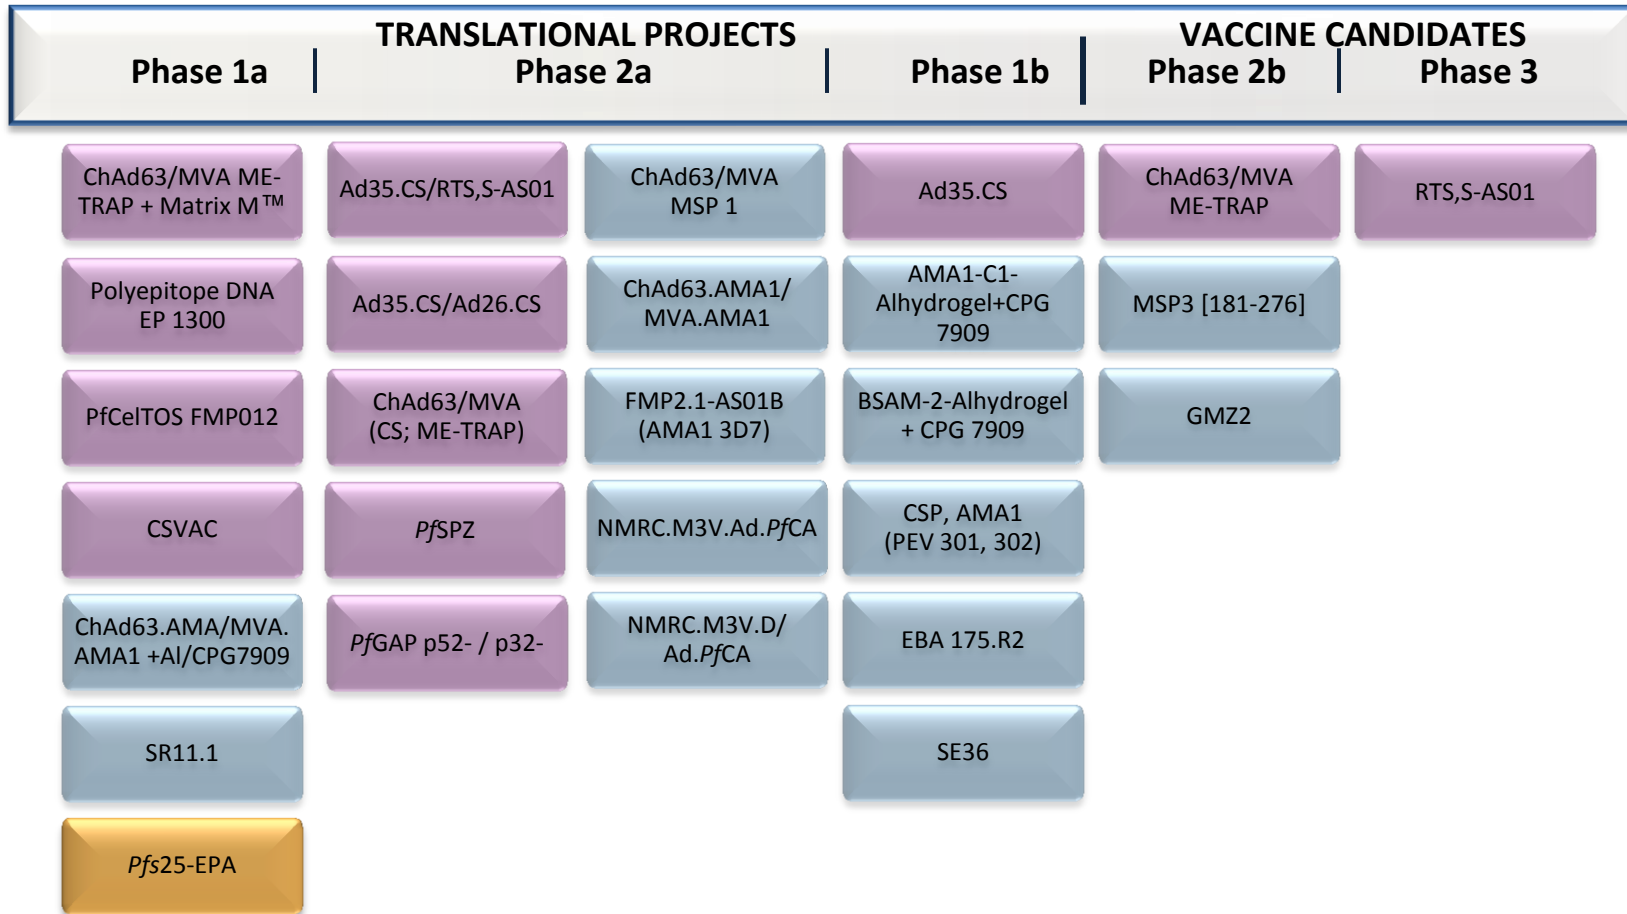 TRANSLATIONAL PROJECTS
VACCINE CANDIDATES
Phase 1a
Phase 2a
Phase 1b
Phase 2b
Phase 3
ChAd63/MVA ME-
TRAP + Matrix M™
Polyepitope DNA
EP 1300
PfCelTOS FMP012
CSVAC
ChAd63.AMA/MVA.
AMA1 +Al/CPG7909
SR11.1
Pfs25-EPA
Ad35.CS/RTS,S-AS01
Ad35.CS/Ad26.CS
ChAd63/MVA
(CS; ME-TRAP)
PfSPZ
PfGAP p52- / p32-
ChAd63/MVA
MSP 1
ChAd63.AMA1/
MVA.AMA1
FMP2.1-AS01B
(AMA1 3D7)
NMRC.M3V.Ad.PfCA
NMRC.M3V.D/
Ad.PfCA
Ad35.CS
AMA1-C1-
Alhydrogel+CPG
7909
BSAM-2-Alhydrogel
+ CPG 7909
CSP, AMA1
(PEV 301, 302)
EBA 175.R2
SE36
ChAd63/MVA
ME-TRAP
MSP3 [181-276]
GMZ2
RTS,S-AS01